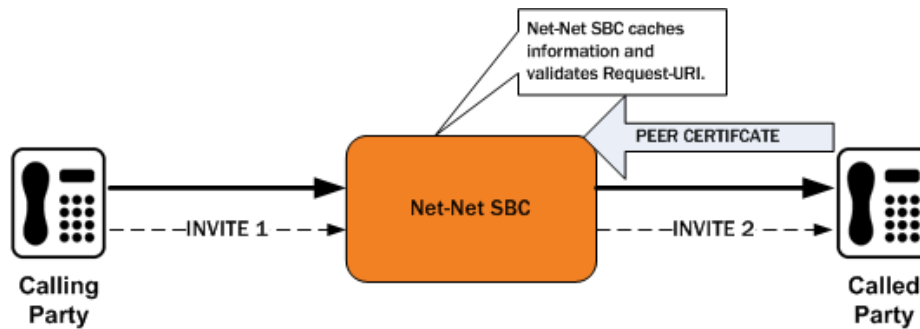 Net-Net SBC caches
information and
validates Request-URI.
PEER CERTIFCATE
Net-Net SBC
INVITE 1
INVITE 2
Calling
Party
Called
Party